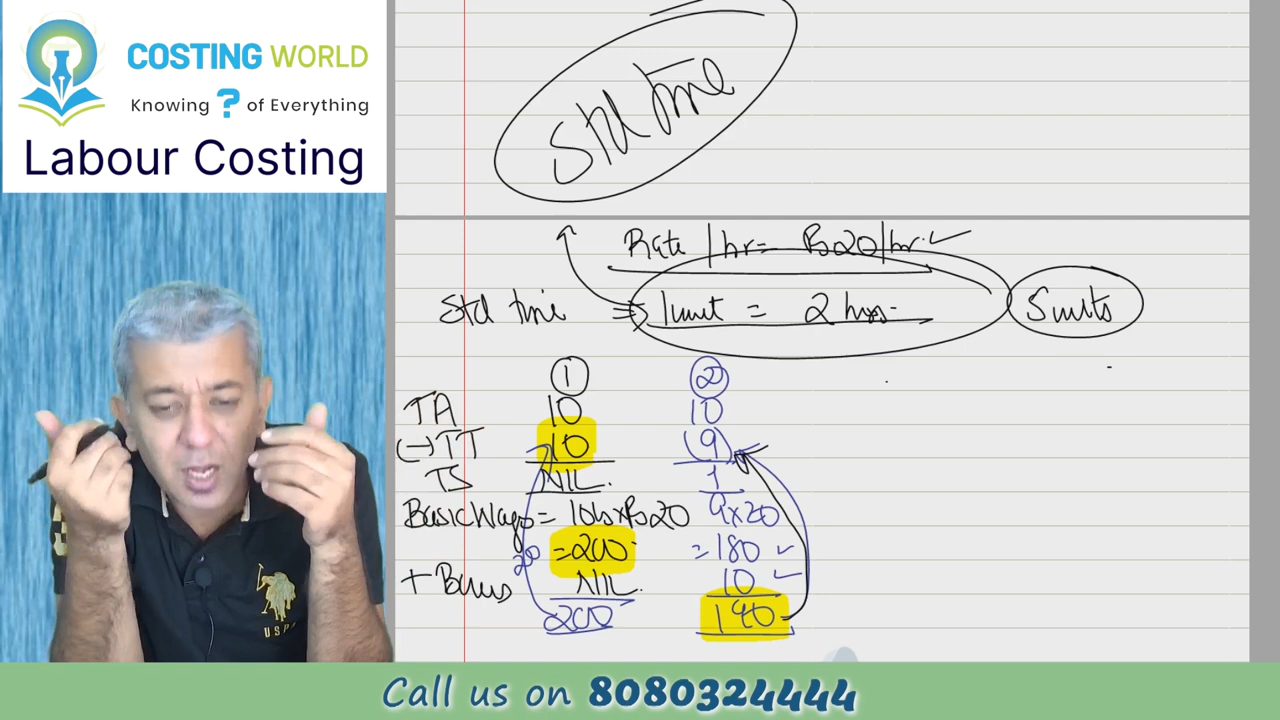 COSTING WORLD
Knowing ? of Everything
Labour Costing
Std time
Rate / hr = Rs20/hr.
Std time = 1 unit = 2 hrs. 5 units
1 2
TA 10 10
(-) TT 10 (9)
TS NIL. 1
Basic Wags = 10hrs x Rs20 9x20
= 200 = 180
20
+ Bonus NIL. 10
200 190
U S P
Call us on 8080324444